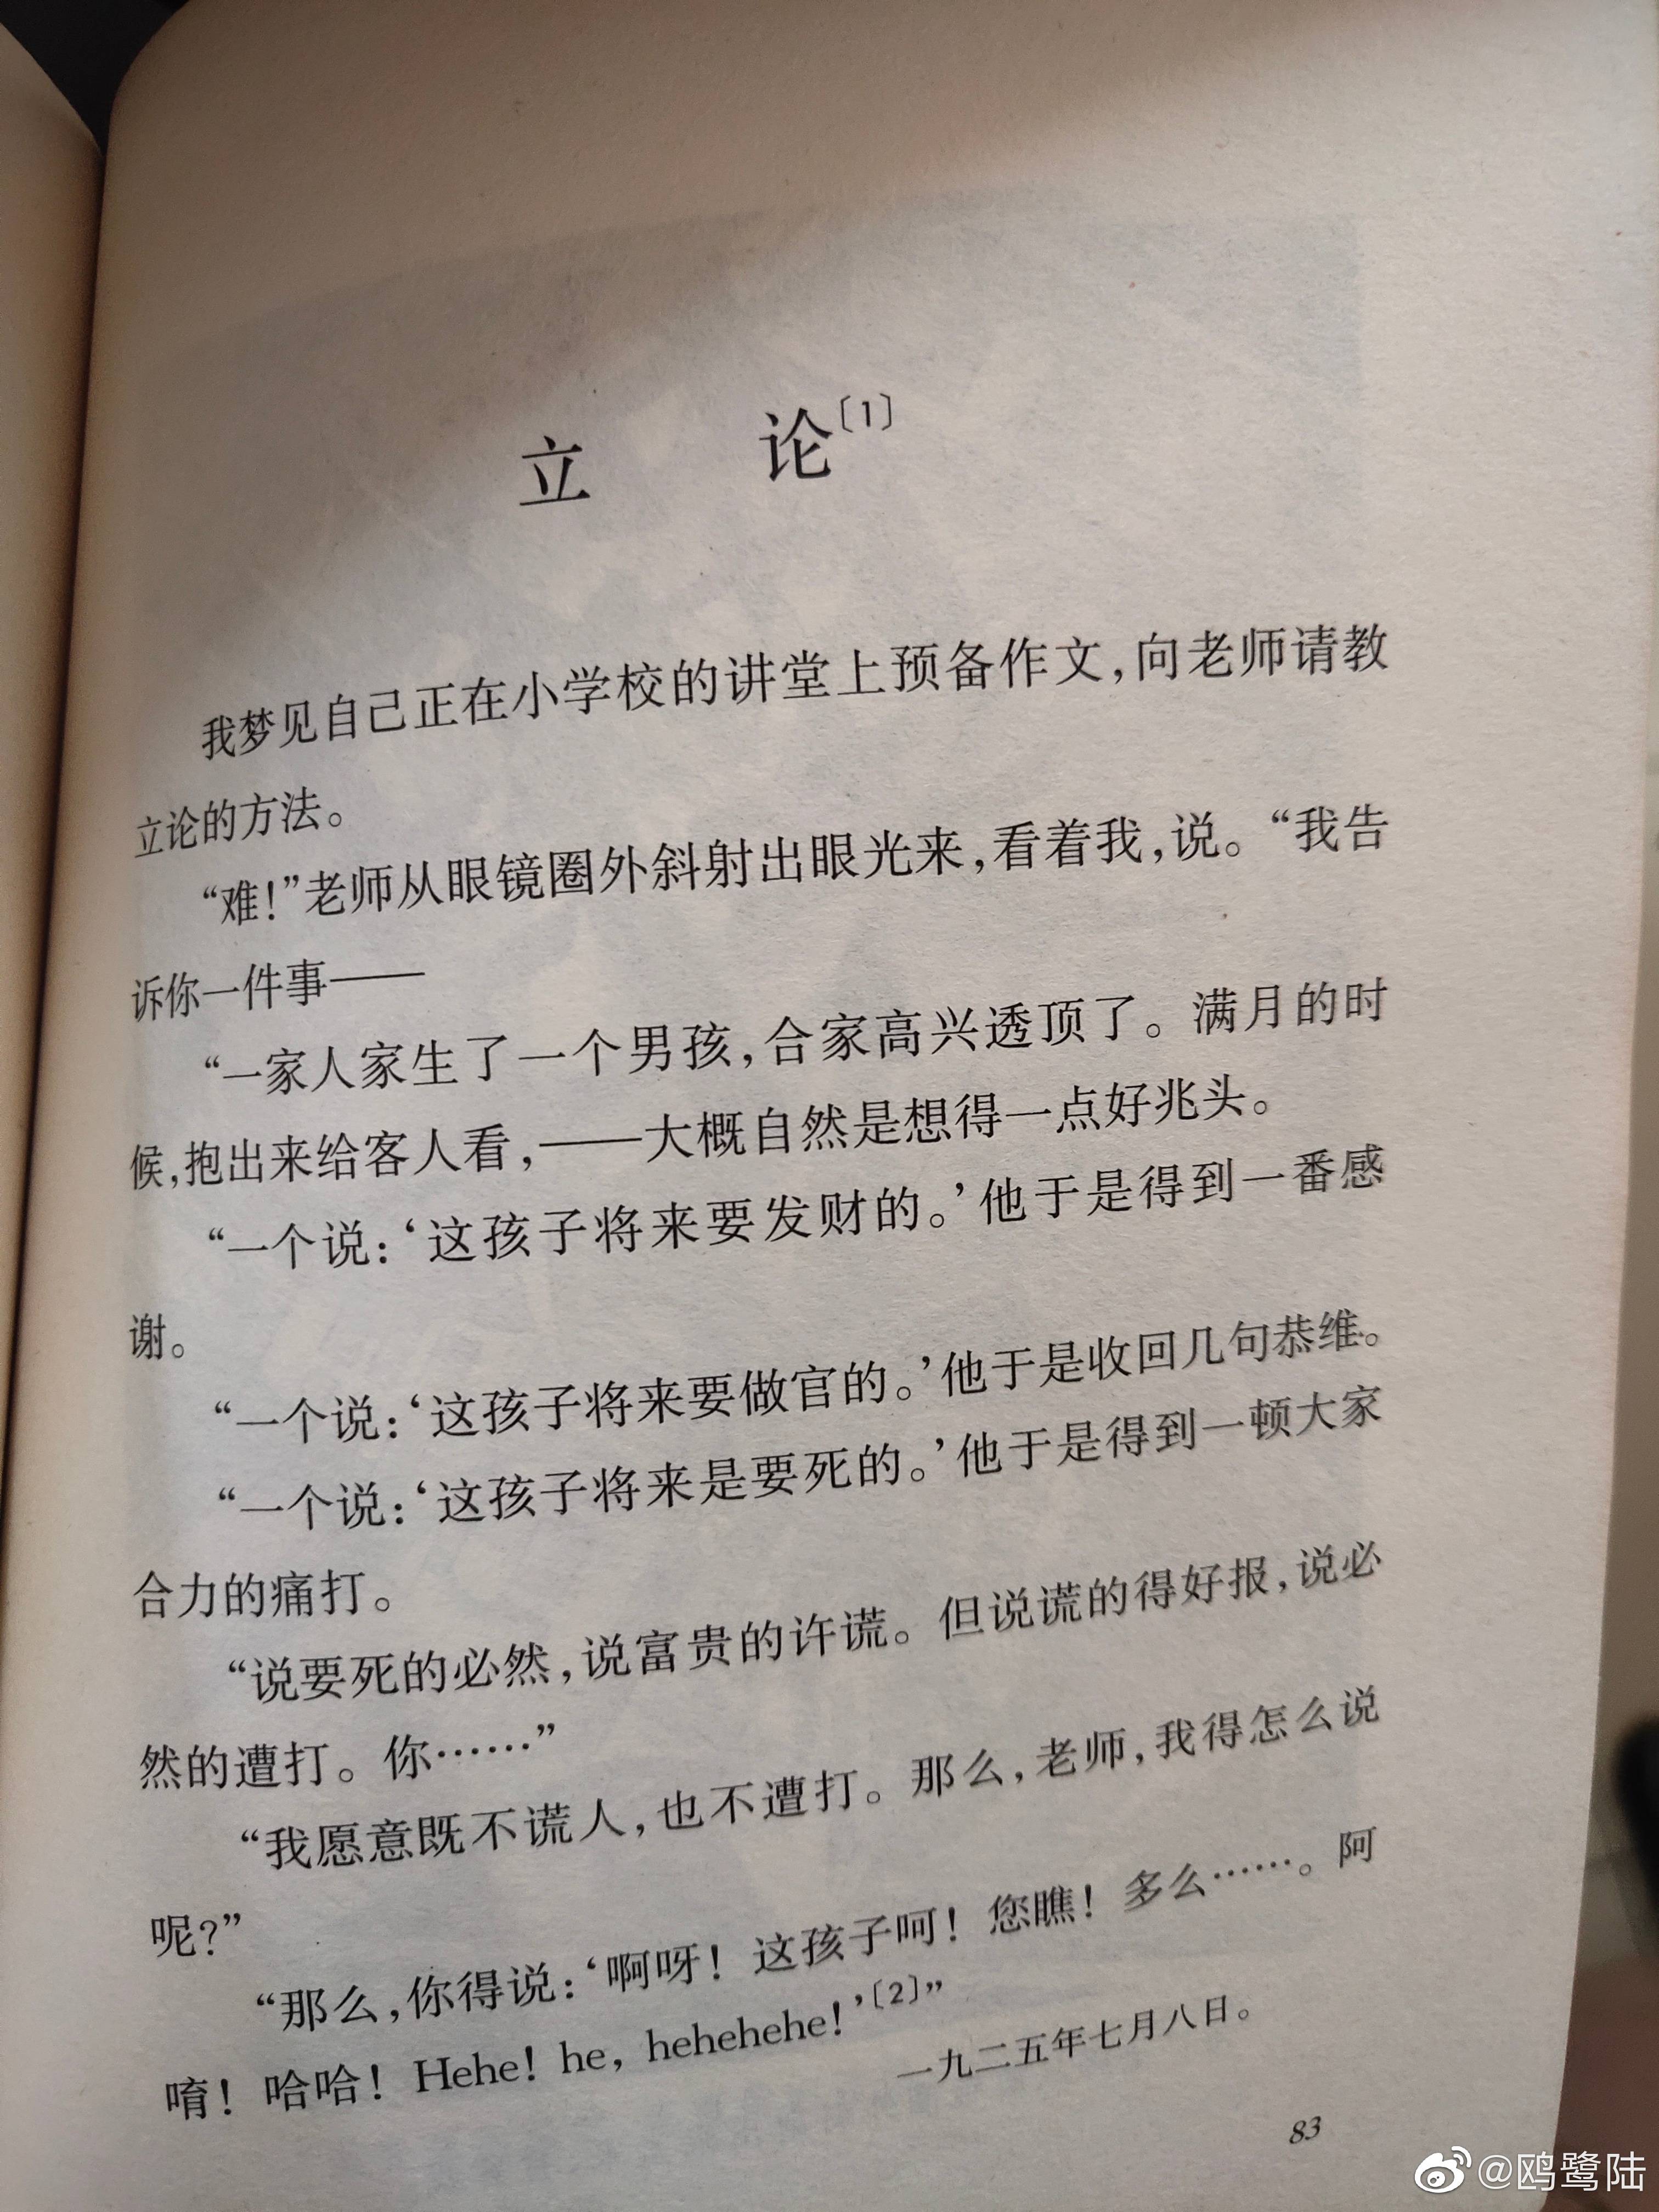 立 论〔1〕
我梦见自己正在小学校的讲堂上预备作文，向老师请教
立论的方法。
“难！”老师从眼镜圈外斜射出眼光来，看着我，说。“我告
诉你一件事——
“一家人家生了一个男孩，合家高兴透顶了。满月的时
候，抱出来给客人看，——大概自然是想得一点好兆头。
“一个说：‘这孩子将来要发财的。’他于是得到一番感
谢。
“一个说：‘这孩子将来要做官的。’他于是收回几句恭维。
“一个说：‘这孩子将来是要死的。’他于是得到一顿大家
合力的痛打。
“说要死的必然，说富贵的许谎。但说谎的得好报，说必
然的遭打。你……”
“我愿意既不谎人，也不遭打。那么，老师，我得怎么说
呢？”
“那么，你得说：‘啊呀！这孩子呵！您瞧！多么……。阿
唷！哈哈！Hehe！he，hehehehe！’〔2〕”
一九二五年七月八日。
83
@鸥鹭陆